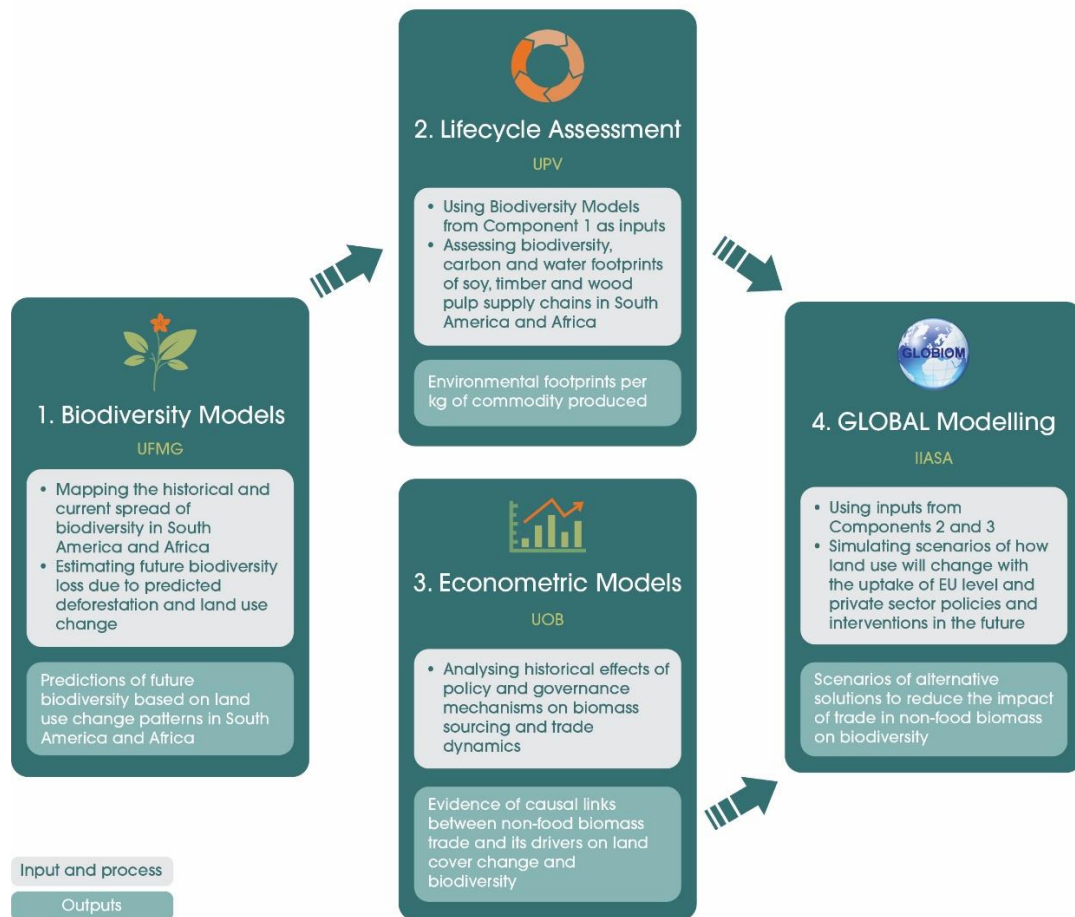 1. Biodiversity Models
UFMG
• Mapping the historical and
current spread of
biodiversity in South
America and Africa
• Estimating future biodiversity
loss due to predicted
deforestation and land use
change
Predictions of future
biodiversity based on land
use change patterns in South
America and Africa
2. Lifecycle Assessment
UPV
• Using Biodiversity Models
from Component 1 as inputs
• Assessing biodiversity,
carbon and water footprints
of soy, timber and wood
pulp supply chains in South
America and Africa
Environmental footprints per
kg of commodity produced
3. Econometric Models
UOB
• Analysing historical effects of
policy and governance
mechanisms on biomass
sourcing and trade
dynamics
Evidence of causal links
between non-food biomass
trade and its drivers on land
cover change and
biodiversity
GLOBIOM
4. GLOBAL Modelling
IIASA
• Using inputs from
Components 2 and 3
• Simulating scenarios of how
land use will change with
the uptake of EU level and
private sector policies and
interventions in the future
Scenarios of alternative
solutions to reduce the impact
of trade in non-food biomass
on biodiversity
Input and process
Outputs